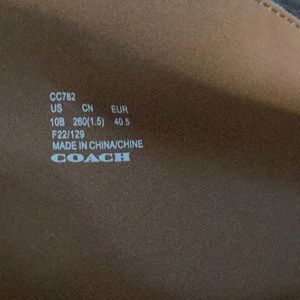 CC782
US CN EUR
10B 260(1.5) 40.5
F22/129
MADE IN CHINA/CHINE
COACH